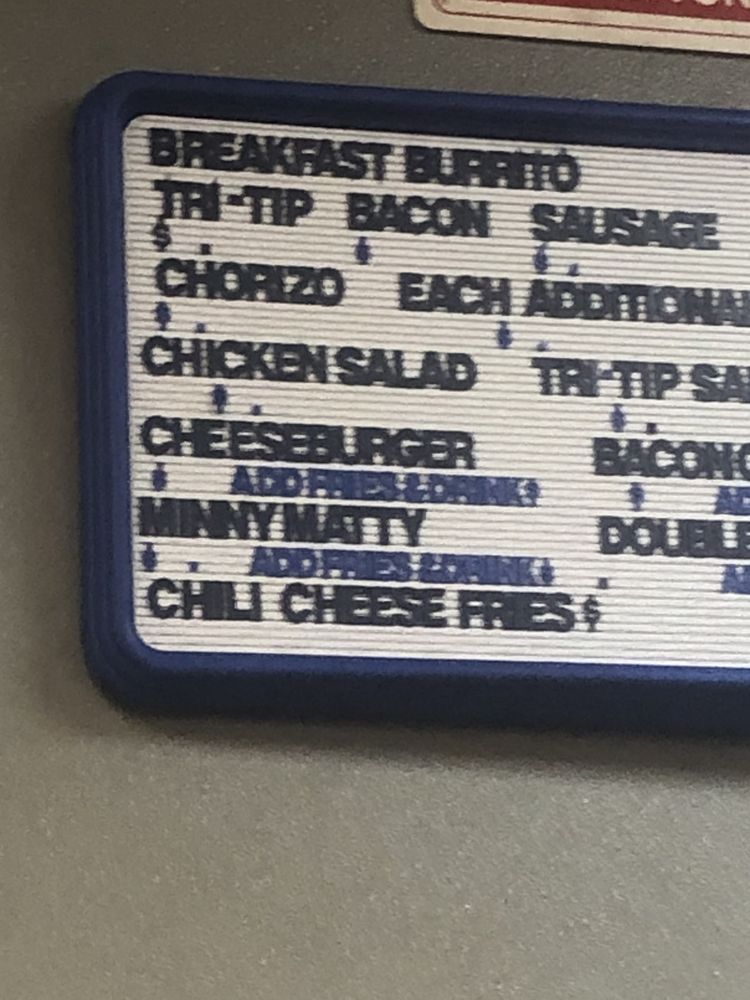 BREAKFAST BURRITO
TRI-TIP BACON SAUSAGE
$ . $ $ .
CHORIZO EACH ADDITIONAL
$ . $ .
CHICKEN SALAD TRI-TIP
$ . $ .
CHEESEBURGER BACON
$ ADD FRIES & DRINK $ $
MINNY MATTY DOUBLE
$ . ADD FRIES & DRINK $ .
CHILI CHEESE FRIES $